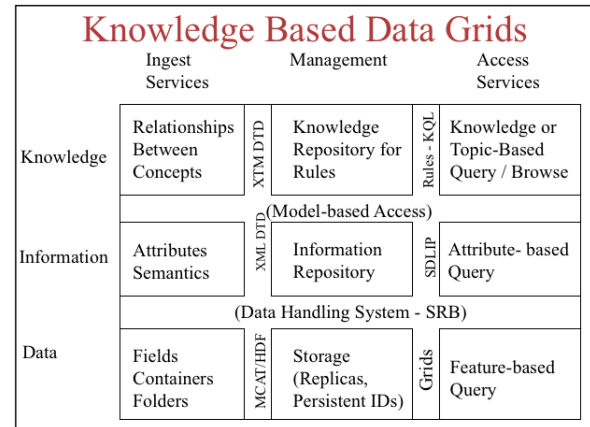 Knowledge Based Data Grids
Ingest
Services
Management
Access
Services
Knowledge
Relationships
Between
Concepts
XTM DTD
Knowledge
Repository for
Rules
Rules - KQL
Knowledge or
Topic-Based
Query / Browse
(Model-based Access)
Information
Attributes
Semantics
XML DTD
Information
Repository
SDLIP
Attribute- based
Query
(Data Handling System - SRB)
Data
Fields
Containers
Folders
MCAT/HDF
Storage
(Replicas,
Persistent IDs)
Grids
Feature-based
Query